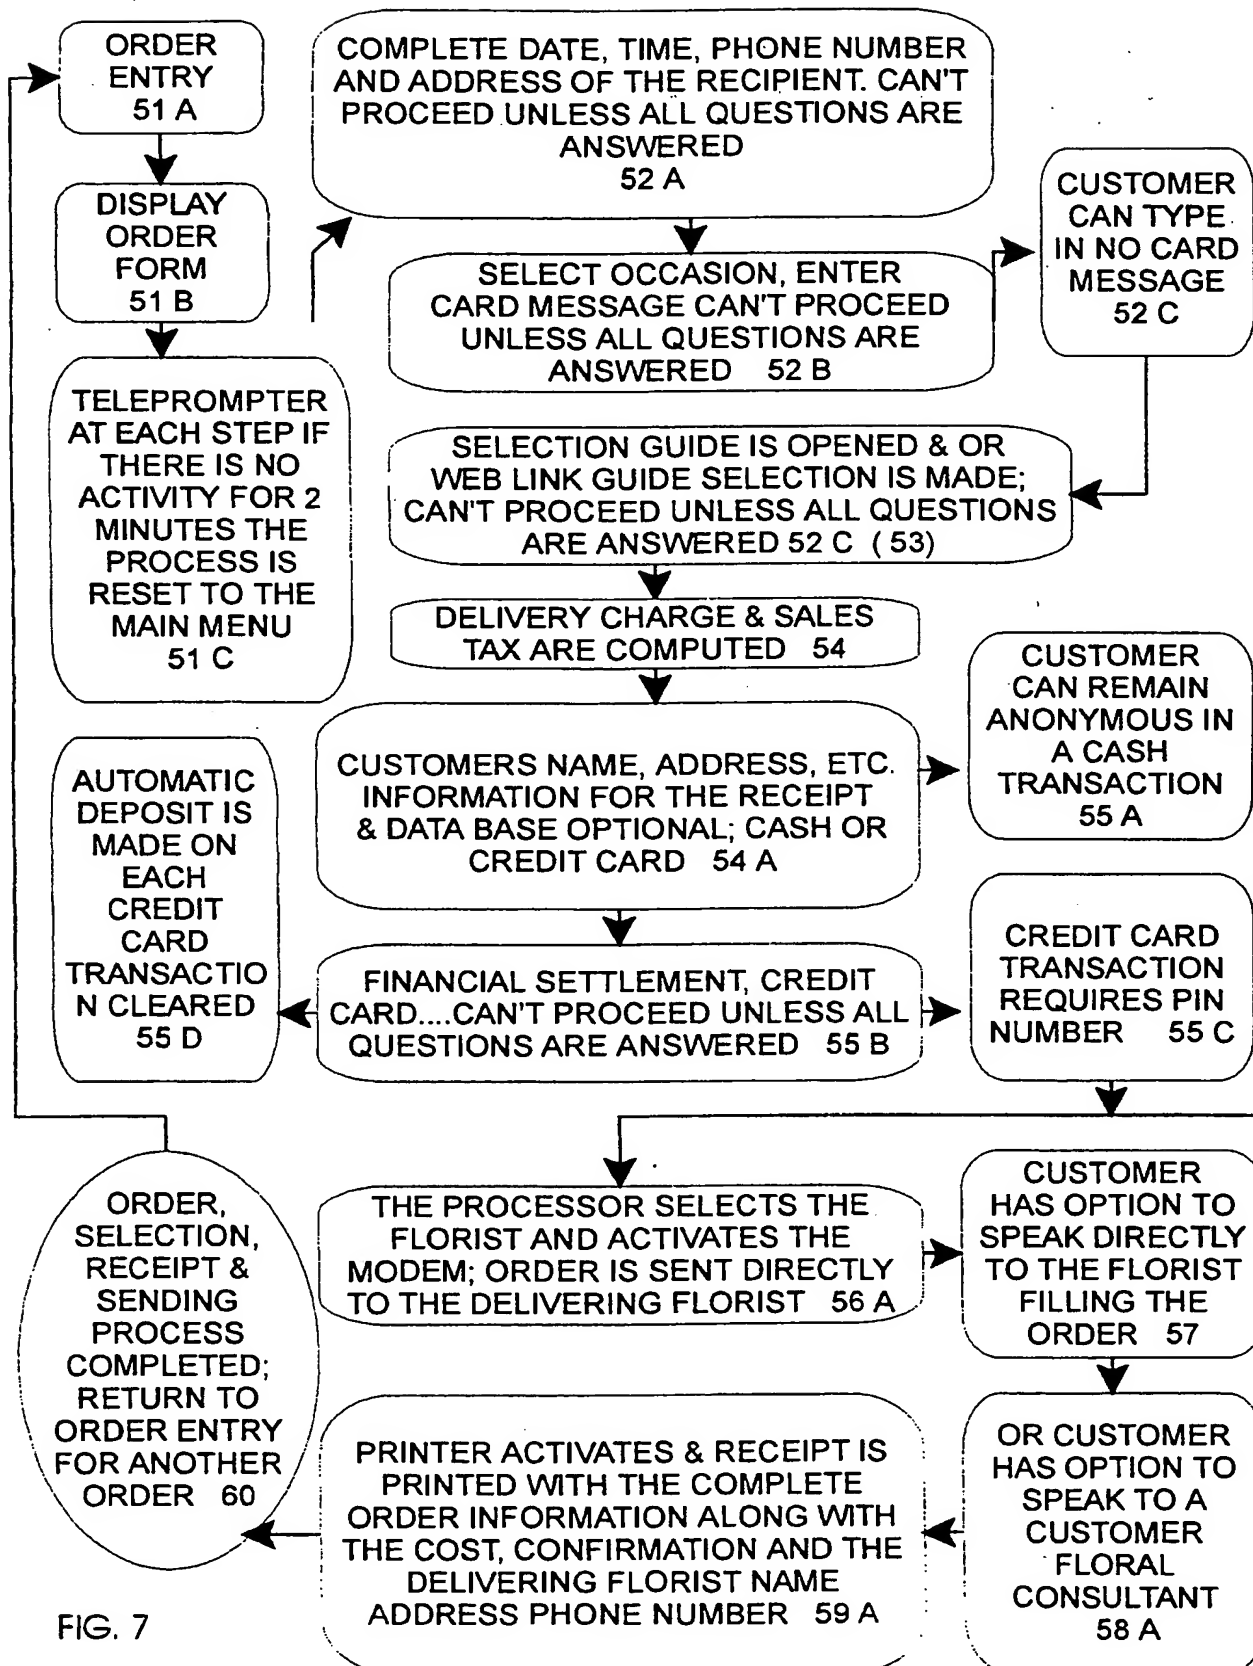 ORDER
ENTRY
51 A
DISPLAY
ORDER
FORM
51 B
TELEPROMPTER
AT EACH STEP IF
THERE IS NO
ACTIVITY FOR 2
MINUTES THE
PROCESS IS
RESET TO THE
MAIN MENU
51 C
COMPLETE DATE, TIME, PHONE NUMBER
AND ADDRESS OF THE RECIPIENT. CAN'T
PROCEED UNLESS ALL QUESTIONS ARE
ANSWERED
52 A
SELECT OCCASION, ENTER
CARD MESSAGE CAN'T PROCEED
UNLESS ALL QUESTIONS ARE
ANSWERED 52 B
CUSTOMER
CAN TYPE
IN NO CARD
MESSAGE
52 C
SELECTION GUIDE IS OPENED & OR
WEB LINK GUIDE SELECTION IS MADE;
CAN'T PROCEED UNLESS ALL QUESTIONS
ARE ANSWERED 52 C ( 53)
DELIVERY CHARGE & SALES
TAX ARE COMPUTED 54
CUSTOMERS NAME, ADDRESS, ETC.
INFORMATION FOR THE RECEIPT
& DATA BASE OPTIONAL; CASH OR
CREDIT CARD 54 A
CUSTOMER
CAN REMAIN
ANONYMOUS IN
A CASH
TRANSACTION
55 A
FINANCIAL SETTLEMENT, CREDIT
CARD....CAN'T PROCEED UNLESS ALL
QUESTIONS ARE ANSWERED 55 B
AUTOMATIC
DEPOSIT IS
MADE ON
EACH
CREDIT
CARD
TRANSACTIO
N CLEARED
55 D
CREDIT CARD
TRANSACTION
REQUIRES PIN
NUMBER 55 C
THE PROCESSOR SELECTS THE
FLORIST AND ACTIVATES THE
MODEM; ORDER IS SENT DIRECTLY
TO THE DELIVERING FLORIST 56 A
CUSTOMER
HAS OPTION TO
SPEAK DIRECTLY
TO THE FLORIST
FILLING THE
ORDER 57
OR CUSTOMER
HAS OPTION TO
SPEAK TO A
CUSTOMER
FLORAL
CONSULTANT
58 A
PRINTER ACTIVATES & RECEIPT IS
PRINTED WITH THE COMPLETE
ORDER INFORMATION ALONG WITH
THE COST, CONFIRMATION AND THE
DELIVERING FLORIST NAME
ADDRESS PHONE NUMBER 59 A
ORDER,
SELECTION,
RECEIPT &
SENDING
PROCESS
COMPLETED;
RETURN TO
ORDER ENTRY
FOR ANOTHER
ORDER 60
FIG. 7